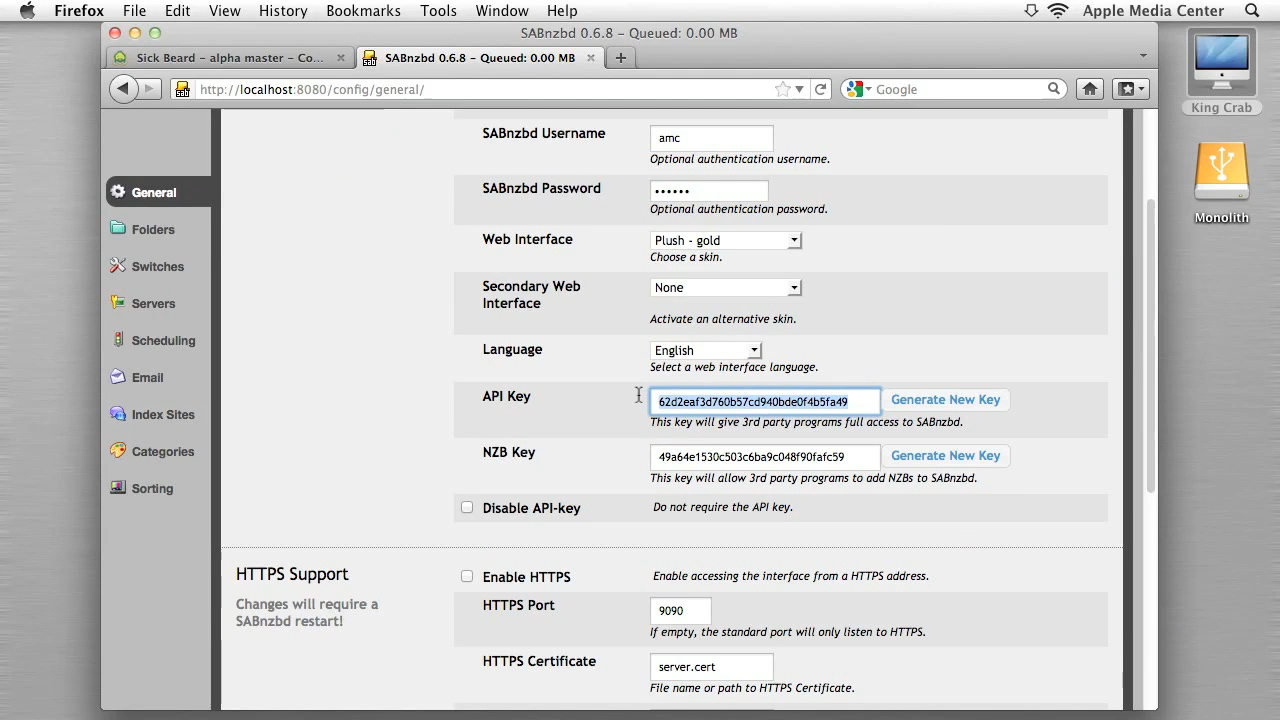 Firefox File Edit View History Bookmarks Tools Window Help Apple Media Center
SABnzbd 0.6.8 - Queued: 0.00 MB
Sick Beard - alpha master - Co... SABnzbd 0.6.8 - Queued: 0.00 MB
http://localhost:8080/config/general/ Google
King Crab
Monolith
General
Folders
Switches
Servers
Scheduling
Email
Index Sites
Categories
Sorting
SABnzbd Username amc
Optional authentication username.
SABnzbd Password ••••••
Optional authentication password.
Web Interface Plush - gold
Choose a skin.
Secondary Web None
Interface
Activate an alternative skin.
Language English
Select a web interface language.
API Key 62d2eaf3d760b57cd940bde0f4b5fa49 Generate New Key
This key will give 3rd party programs full access to SABnzbd.
NZB Key 49a64e1530c503c6ba9c048f90fafc59 Generate New Key
This key will allow 3rd party programs to add NZBs to SABnzbd.
Disable API-key Do not require the API key.
HTTPS Support
Changes will require a
SABnzbd restart!
Enable HTTPS Enable accessing the interface from a HTTPS address.
HTTPS Port 9090
If empty, the standard port will only listen to HTTPS.
HTTPS Certificate server.cert
File name or path to HTTPS Certificate.